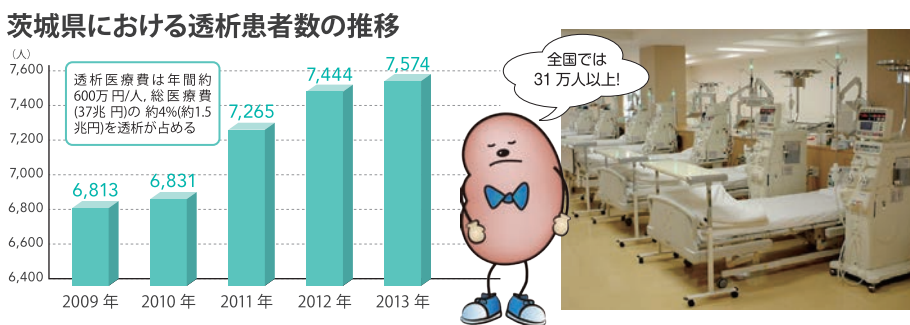 茨城県における透析患者数の推移
（人）
7,600
7,400
7,200
7,000
6,800
6,600
6,400
透析医療費は年間約
600万円/人, 総医療費
(37兆円)の 約4%(約1.5
兆円)を透析が占める
6,813
6,831
7,265
7,444
7,574
2009 年
2010 年
2011 年
2012 年
2013 年
全国では
31 万人以上!